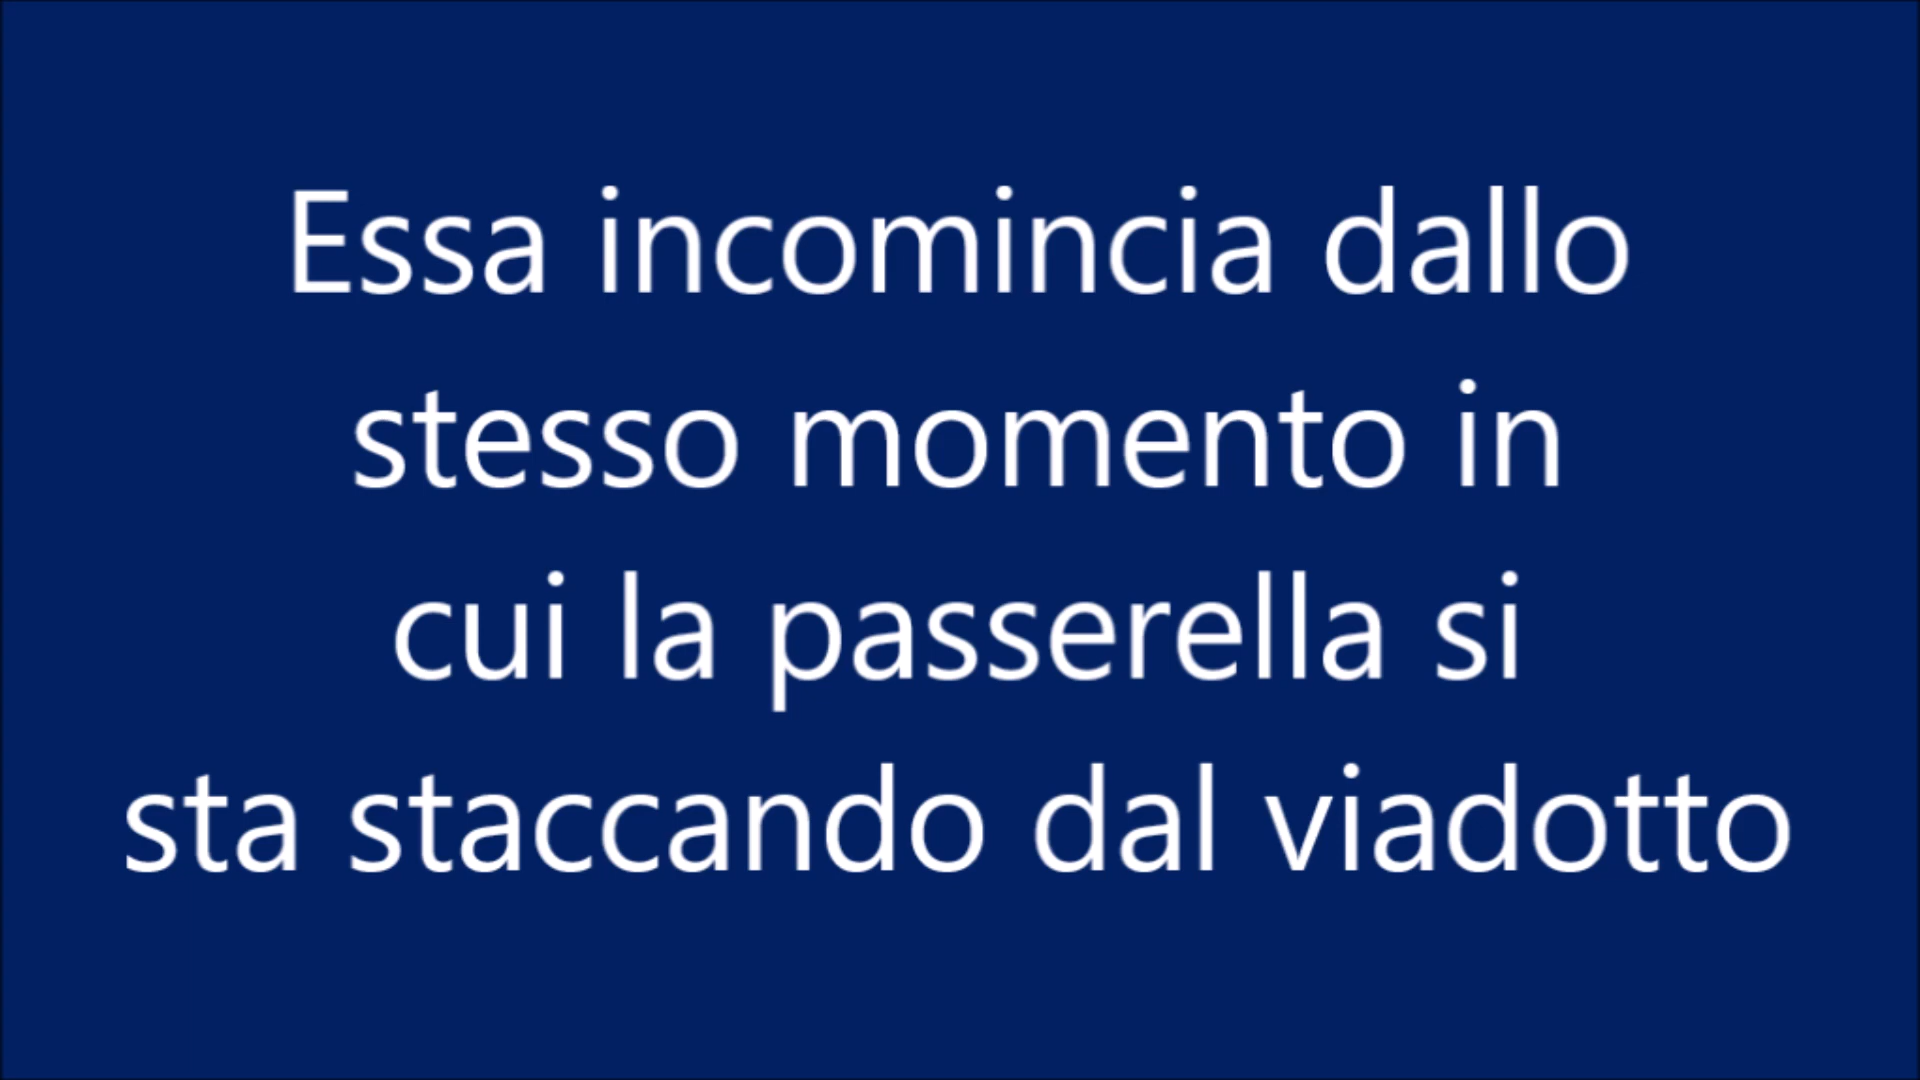 Essa incomincia dallo
stesso momento in
cui la passerella si
sta staccando dal viadotto